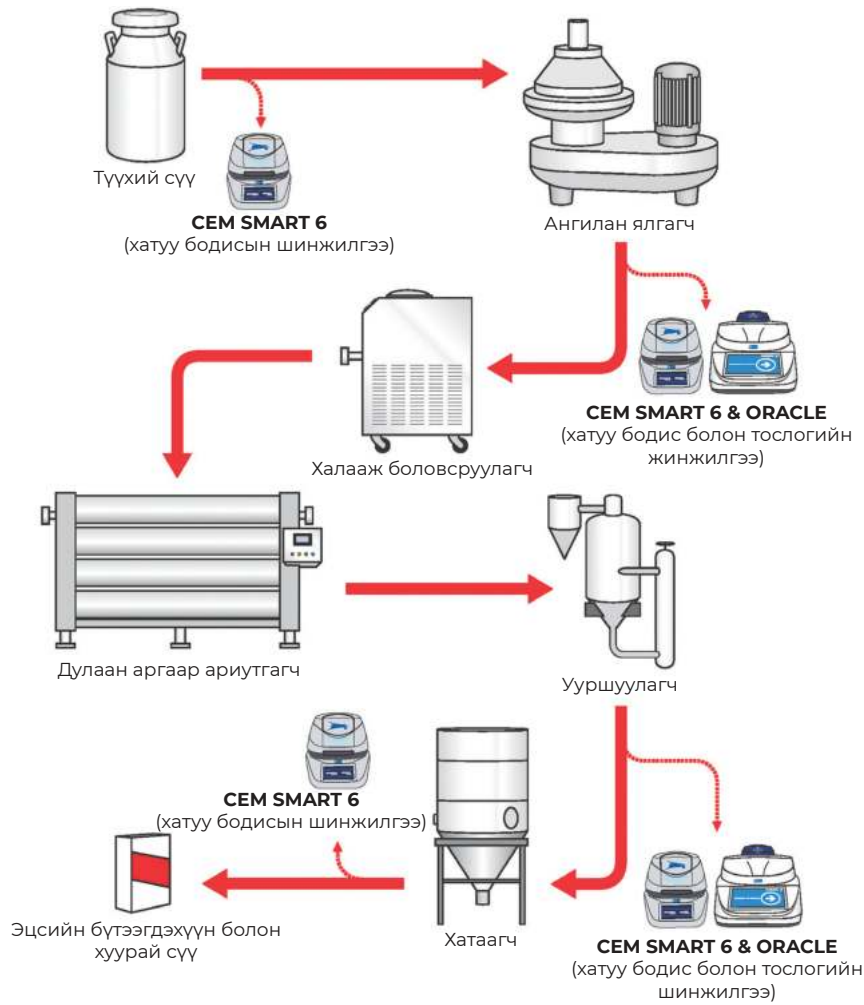 Түүхий сүү
CEM SMART 6
(хатуу бодисын шинжилгээ)
Ангилан ялгагч
CEM SMART 6 & ORACLE
(хатуу бодис болон тослогийн
жинжилгээ)
Халааж боловсруулагч
Дулаан аргаар ариутгагч
Ууршуулагч
CEM SMART 6
(хатуу бодисын шинжилгээ)
Эцсийн бүтээгдэхүүн болон
хуурай сүү
Хатаагч
CEM SMART 6 & ORACLE
(хатуу бодис болон тослогийн
шинжилгээ)